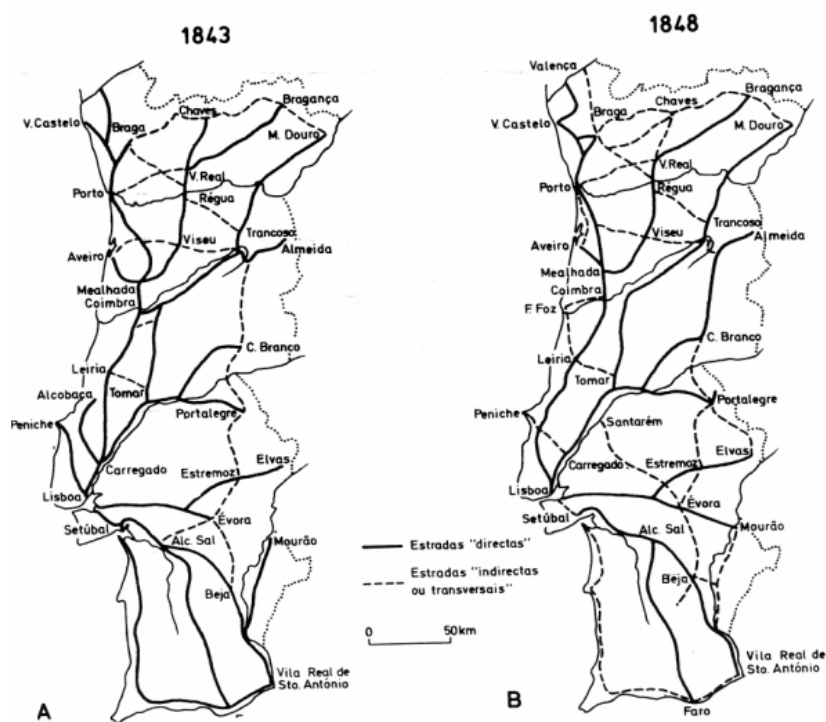 1843
V. Castelo
Braga
Chaves
Bragança
M. Douro
Porto
V. Real
Régua
Aveiro
Viseu
Trancoso
Almeida
Mealhada
Coimbra
Leiria
Alcobaça
Tomar
C. Branco
Peniche
Portalegre
Carregado
Estremoz
Elvas
Lisboa
Évora
Setúbal
Alc. Sal
Mourão
Beja
Vila Real de
Sto. António
A
Estradas "directas"
Estradas "indirectas
ou transversais"
0 50km
1848
Valença
V. Castelo
Braga
Chaves
Bragança
M. Douro
Porto
V. Real
Régua
Aveiro
Viseu
Trancoso
Almeida
Mealhada
Coimbra
F. Foz
Leiria
Tomar
C. Branco
Peniche
Santarém
Portalegre
Carregado
Estremoz
Elvas
Lisboa
Évora
Setúbal
Alc. Sal
Mourão
Beja
Vila Real de
Sto. António
Faro
B